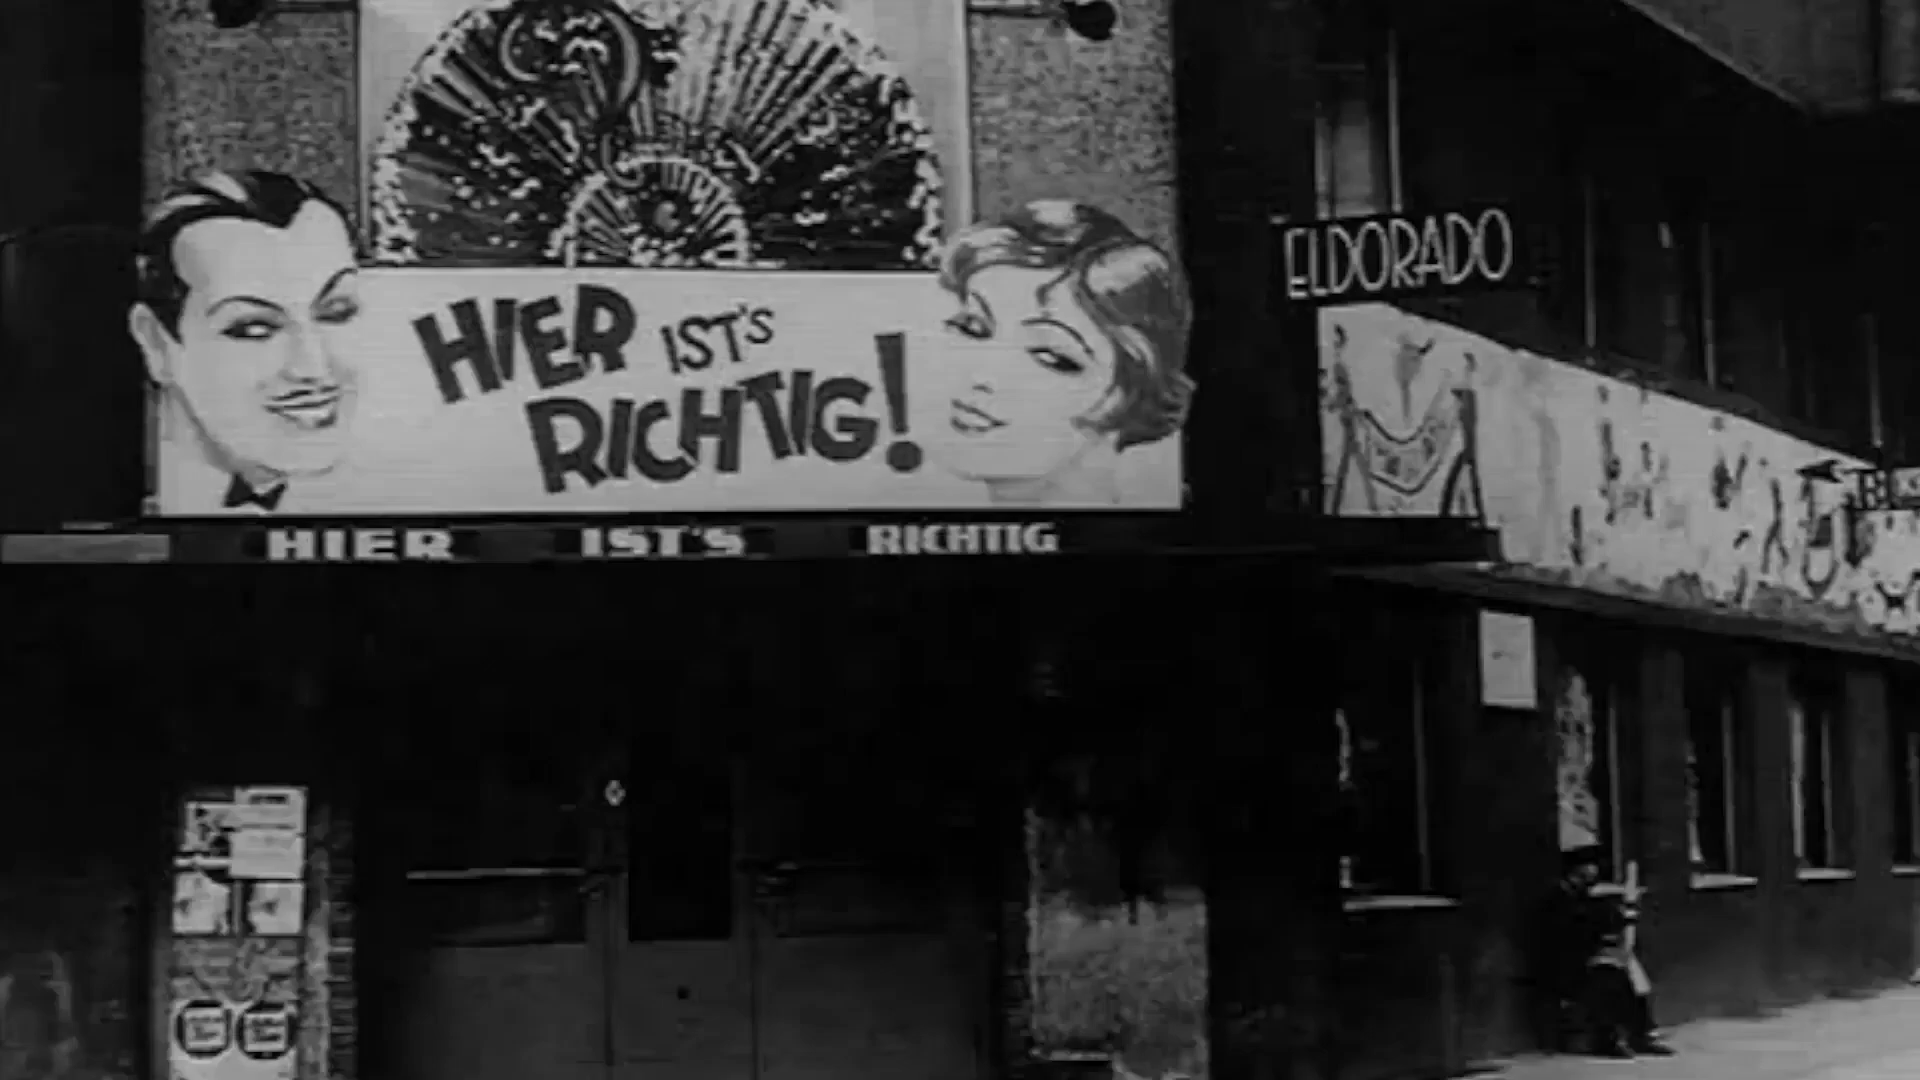 HIER IST'S
RICHTIG!
ELDORADO
HIER IST'S RICHTIG